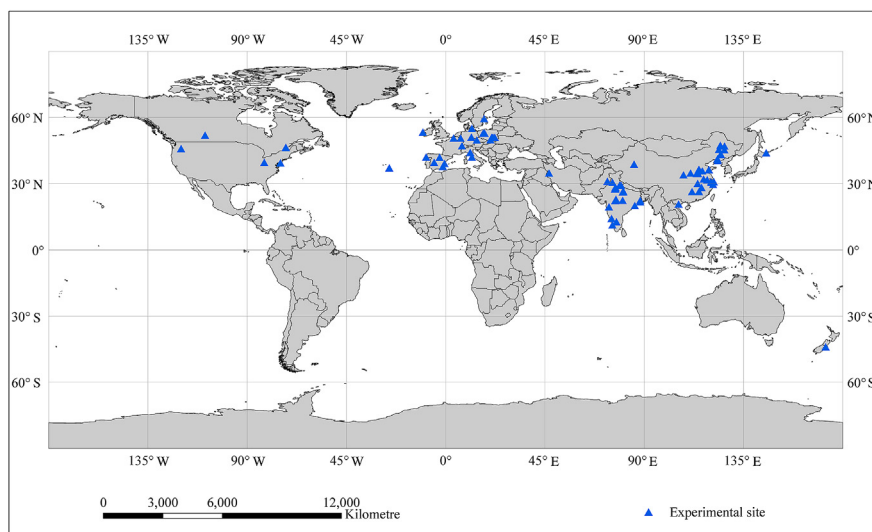 135° W 90° W 45° W 0° 45° E 90° E 135° E
60° N 60° N
30° N 30° N
0° 0°
30° S 30° S
60° S 60° S
135° W 90° W 45° W 0° 45° E 90° E 135° E
0 3,000 6,000 12,000
Kilometre
Experimental site